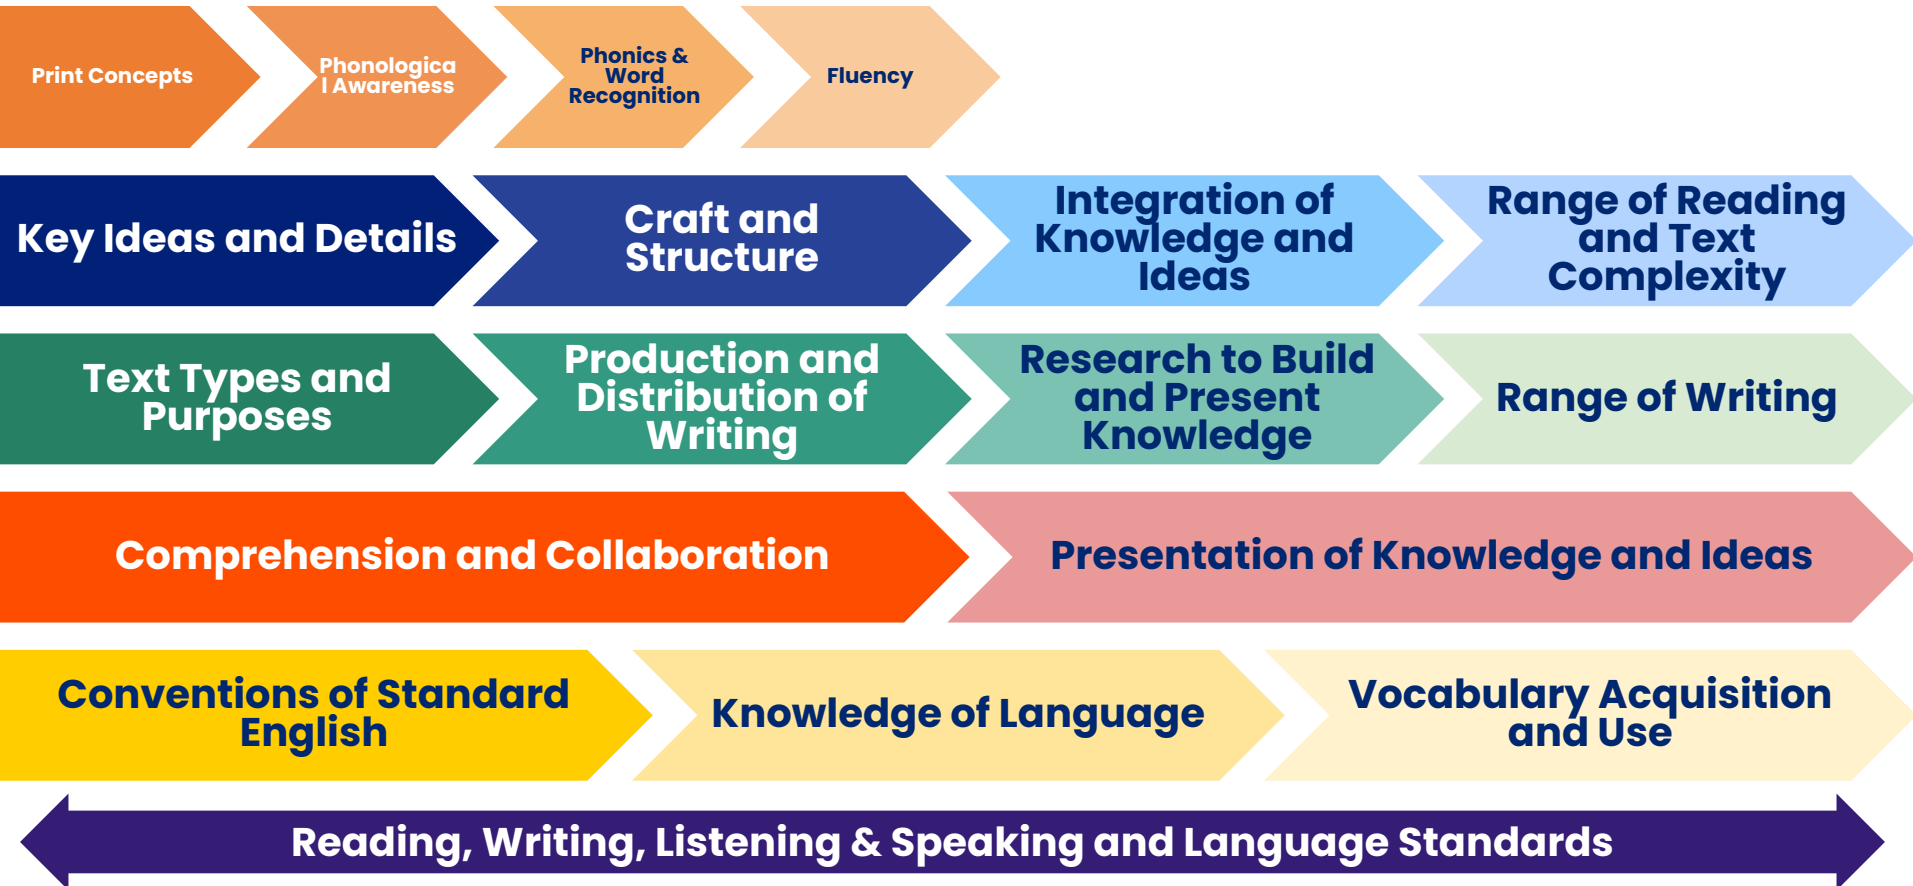 Print Concepts
Phonologica
l Awareness
Phonics &
Word
Recognition
Fluency
Key Ideas and Details
Craft and
Structure
Integration of
Knowledge and
Ideas
Range of Reading
and Text
Complexity
Text Types and
Purposes
Production and
Distribution of
Writing
Research to Build
and Present
Knowledge
Range of Writing
Comprehension and Collaboration
Presentation of Knowledge and Ideas
Conventions of Standard
English
Knowledge of Language
Vocabulary Acquisition
and Use
Reading, Writing, Listening & Speaking and Language Standards